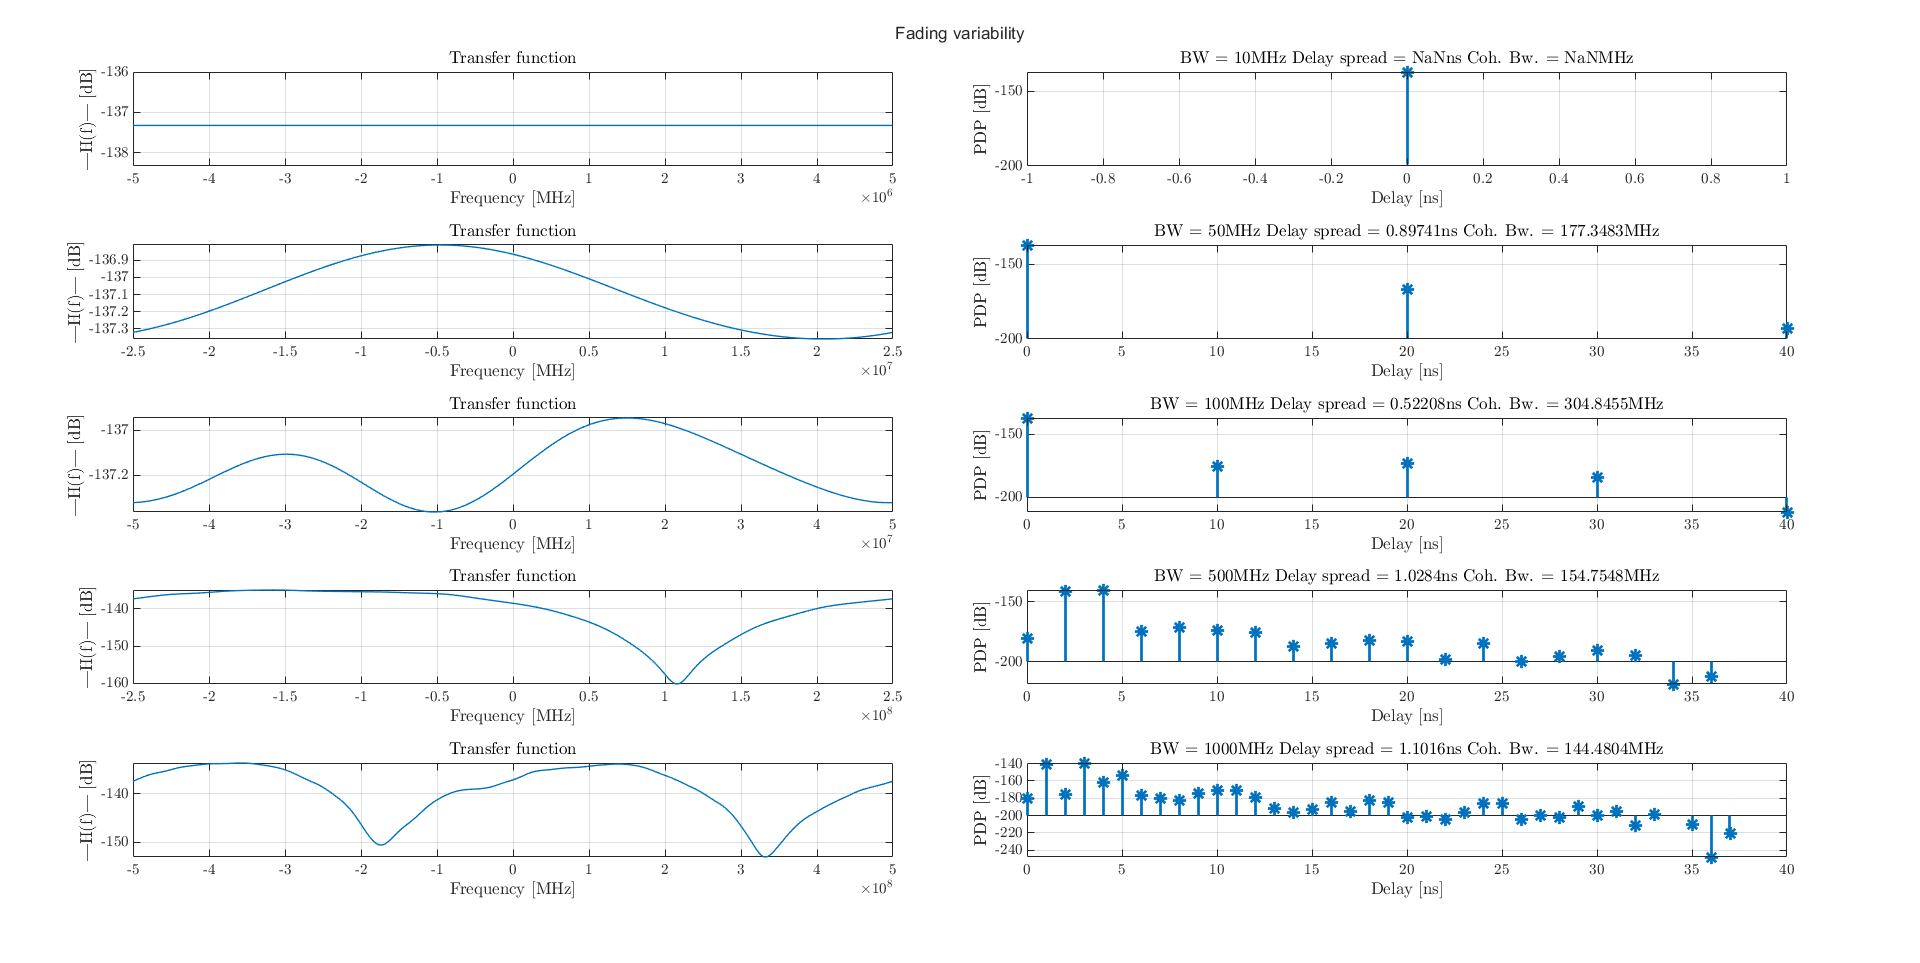 Fading variability
Transfer function
—H(f)— [dB]
-136
-137
-138
-5 -4 -3 -2 -1 0 1 2 3 4 5
Frequency [MHz]
×10⁶
BW = 10MHz Delay spread = NaNns Coh. Bw. = NaNMHz
PDP [dB]
-150
-200
-1 -0.8 -0.6 -0.4 -0.2 0 0.2 0.4 0.6 0.8 1
Delay [ns]
Transfer function
—H(f)— [dB]
-136.9
-137
-137.1
-137.2
-137.3
-2.5 -2 -1.5 -1 -0.5 0 0.5 1 1.5 2 2.5
Frequency [MHz]
×10⁷
BW = 50MHz Delay spread = 0.89741ns Coh. Bw. = 177.3483MHz
PDP [dB]
-150
-200
0 5 10 15 20 25 30 35 40
Delay [ns]
Transfer function
—H(f)— [dB]
-137
-137.2
-5 -4 -3 -2 -1 0 1 2 3 4 5
Frequency [MHz]
×10⁷
BW = 100MHz Delay spread = 0.52208ns Coh. Bw. = 304.8455MHz
PDP [dB]
-150
-200
0 5 10 15 20 25 30 35 40
Delay [ns]
Transfer function
—H(f)— [dB]
-140
-150
-160
-2.5 -2 -1.5 -1 -0.5 0 0.5 1 1.5 2 2.5
Frequency [MHz]
×10⁸
BW = 500MHz Delay spread = 1.0284ns Coh. Bw. = 154.7548MHz
PDP [dB]
-150
-200
0 5 10 15 20 25 30 35 40
Delay [ns]
Transfer function
—H(f)— [dB]
-140
-150
-5 -4 -3 -2 -1 0 1 2 3 4 5
Frequency [MHz]
×10⁸
BW = 1000MHz Delay spread = 1.1016ns Coh. Bw. = 144.4804MHz
PDP [dB]
-140
-160
-180
-200
-220
-240
0 5 10 15 20 25 30 35 40
Delay [ns]